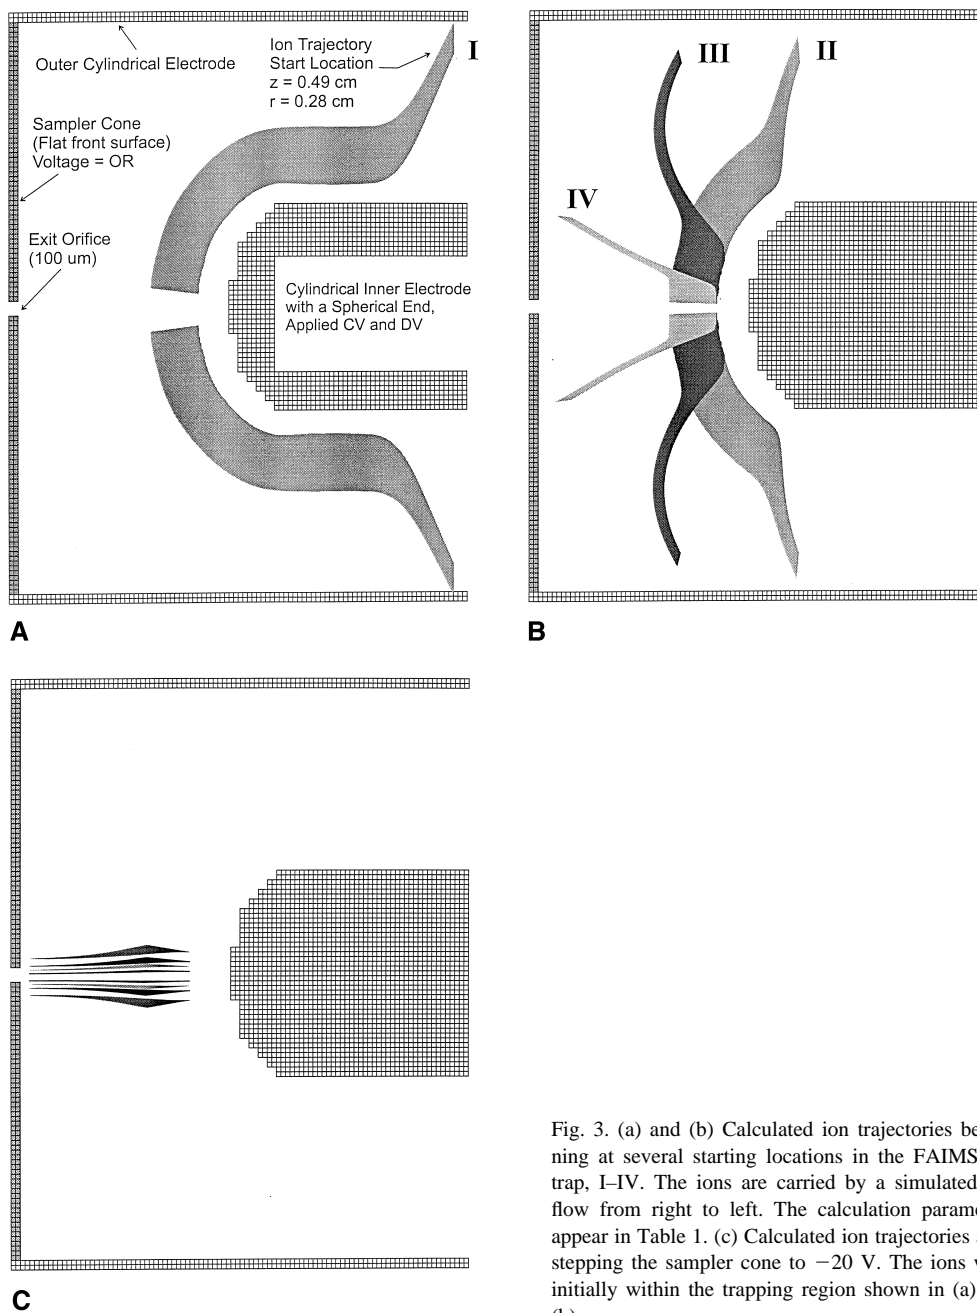 Outer Cylindrical Electrode
Ion Trajectory
Start Location
z = 0.49 cm
r = 0.28 cm
I
Sampler Cone
(Flat front surface)
Voltage = OR
Exit Orifice
(100 um)
Cylindrical Inner Electrode
with a Spherical End,
Applied CV and DV
A
III
II
IV
B
C
Fig. 3. (a) and (b) Calculated ion trajectories be
ning at several starting locations in the FAIMS
trap, I–IV. The ions are carried by a simulated
flow from right to left. The calculation parame
appear in Table 1. (c) Calculated ion trajectories
stepping the sampler cone to −20 V. The ions
initially within the trapping region shown in (a)